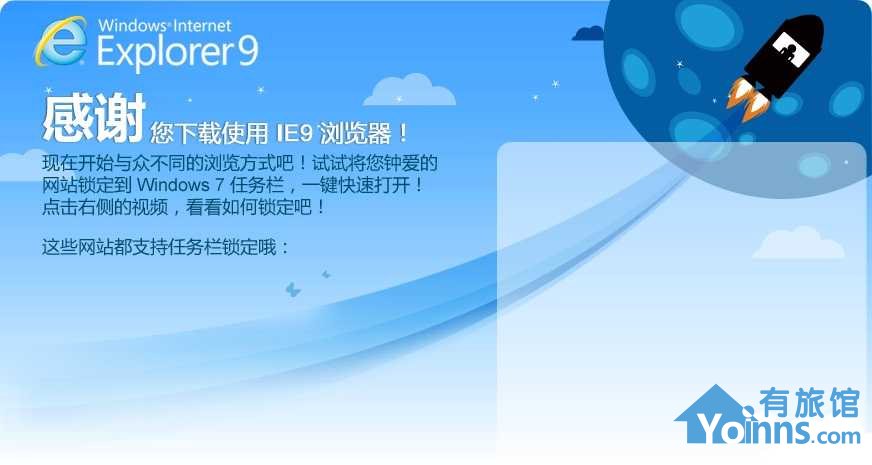 Windows® Internet
Explorer 9
感谢 您下载使用 IE9 浏览器！
现在开始与众不同的浏览方式吧！试试将您钟爱的
网站锁定到 Windows 7 任务栏，一键快速打开！
点击右侧的视频，看看如何锁定吧！
这些网站都支持任务栏锁定哦：
有旅馆
Yoinns.com